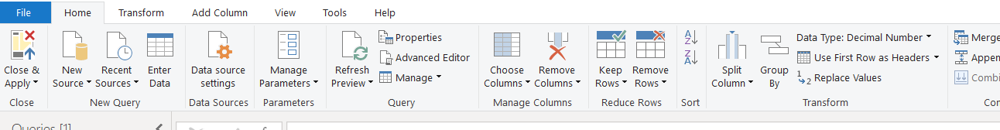 File Home Transform Add Column View Tools Help
Close & Apply
New Source
Recent Sources
Enter Data
Data source settings
Manage Parameters
Refresh Preview
Properties
Advanced Editor
Manage
Choose Columns
Remove Columns
Keep Rows
Remove Rows
A
Z
Z
A
Split Column
Group By
Data Type: Decimal Number
Use First Row as Headers
1
2 Replace Values
Merge
Appen
Combi
Close New Query Data Sources Parameters Query Manage Columns Reduce Rows Sort Transform Co
Queries [1]